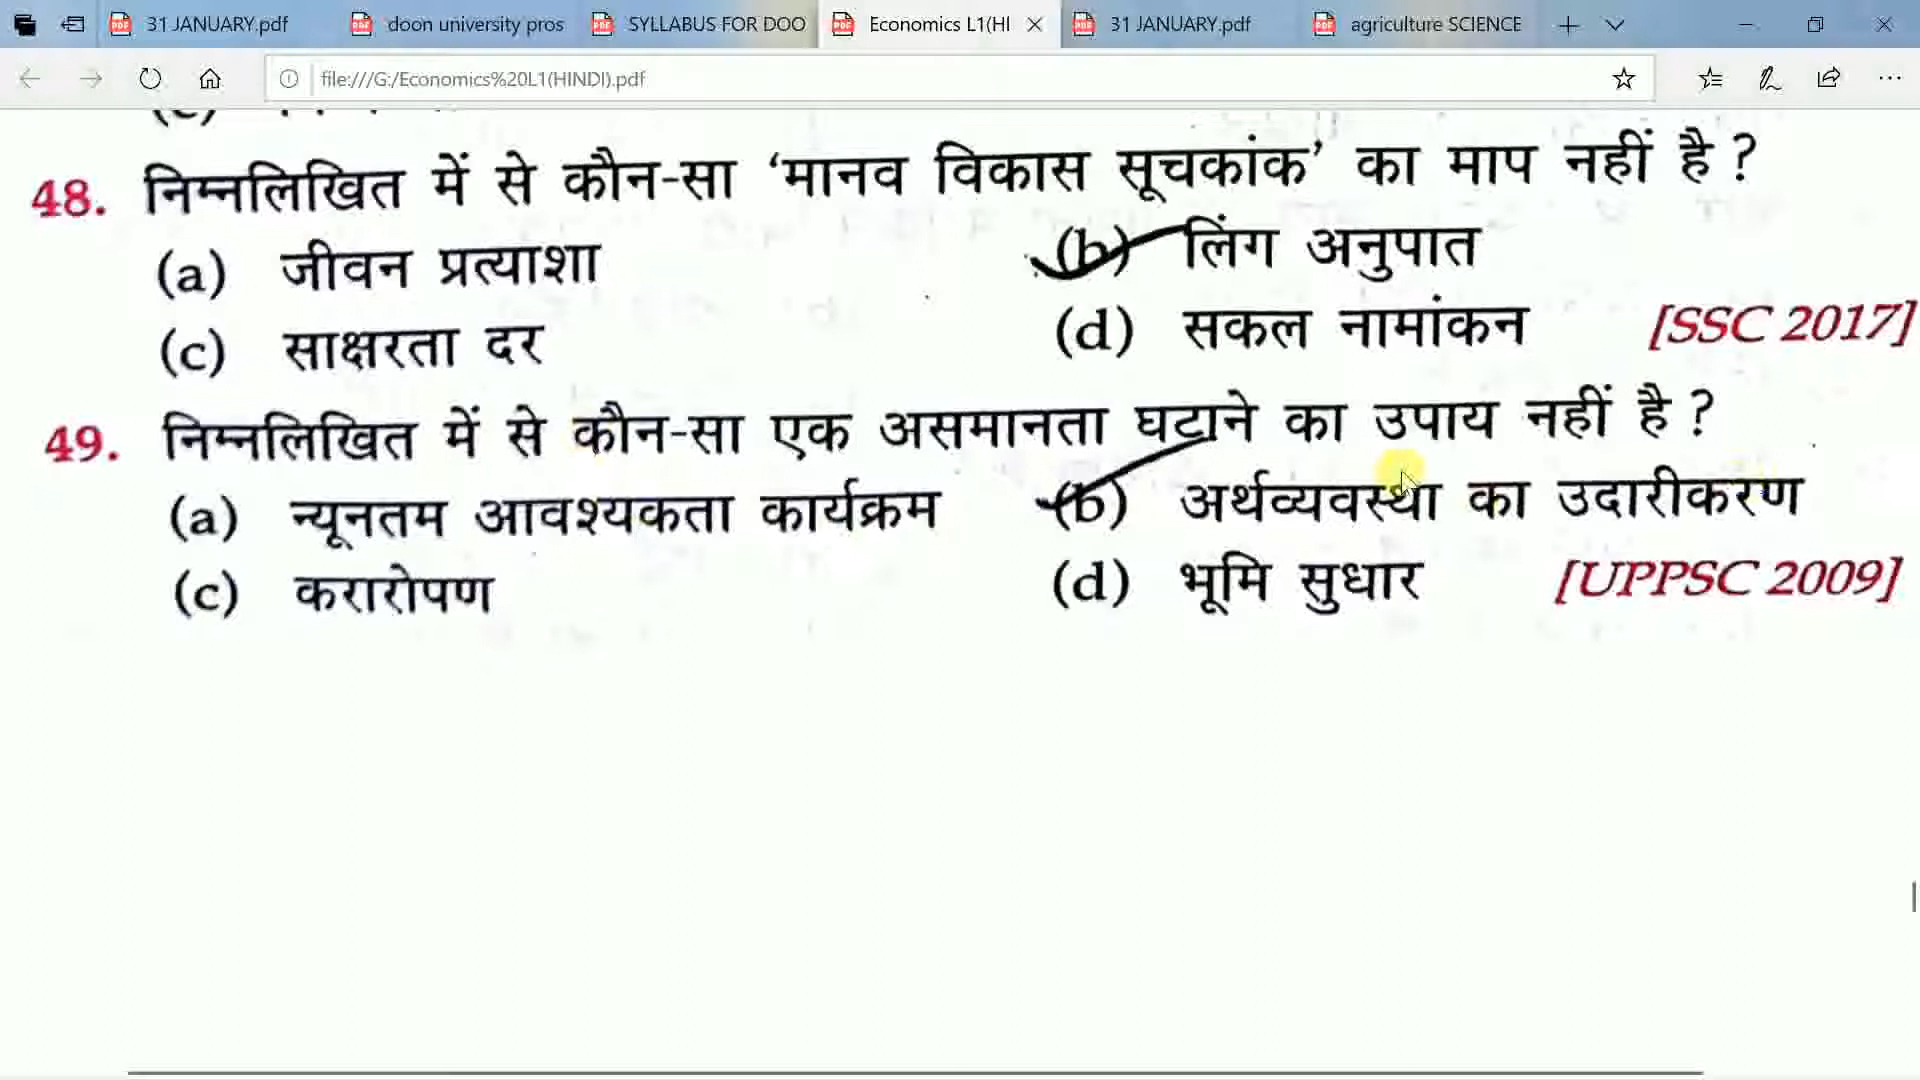 31 JANUARY.pdf doon university pros SYLLABUS FOR DOO Economics L1(HI 31 JANUARY.pdf agriculture SCIENCE
file:///G:/Economics%20L1(HINDI).pdf
48. निम्नलिखित में से कौन-सा ‘मानव विकास सूचकांक’ का माप नहीं है ?
(a) जीवन प्रत्याशा (b) लिंग अनुपात
(c) साक्षरता दर (d) सकल नामांकन [SSC 2017]
49. निम्नलिखित में से कौन-सा एक असमानता घटाने का उपाय नहीं है ?
(a) न्यूनतम आवश्यकता कार्यक्रम (b) अर्थव्यवस्था का उदारीकरण
(c) करारोपण (d) भूमि सुधार [UPPSC 2009]